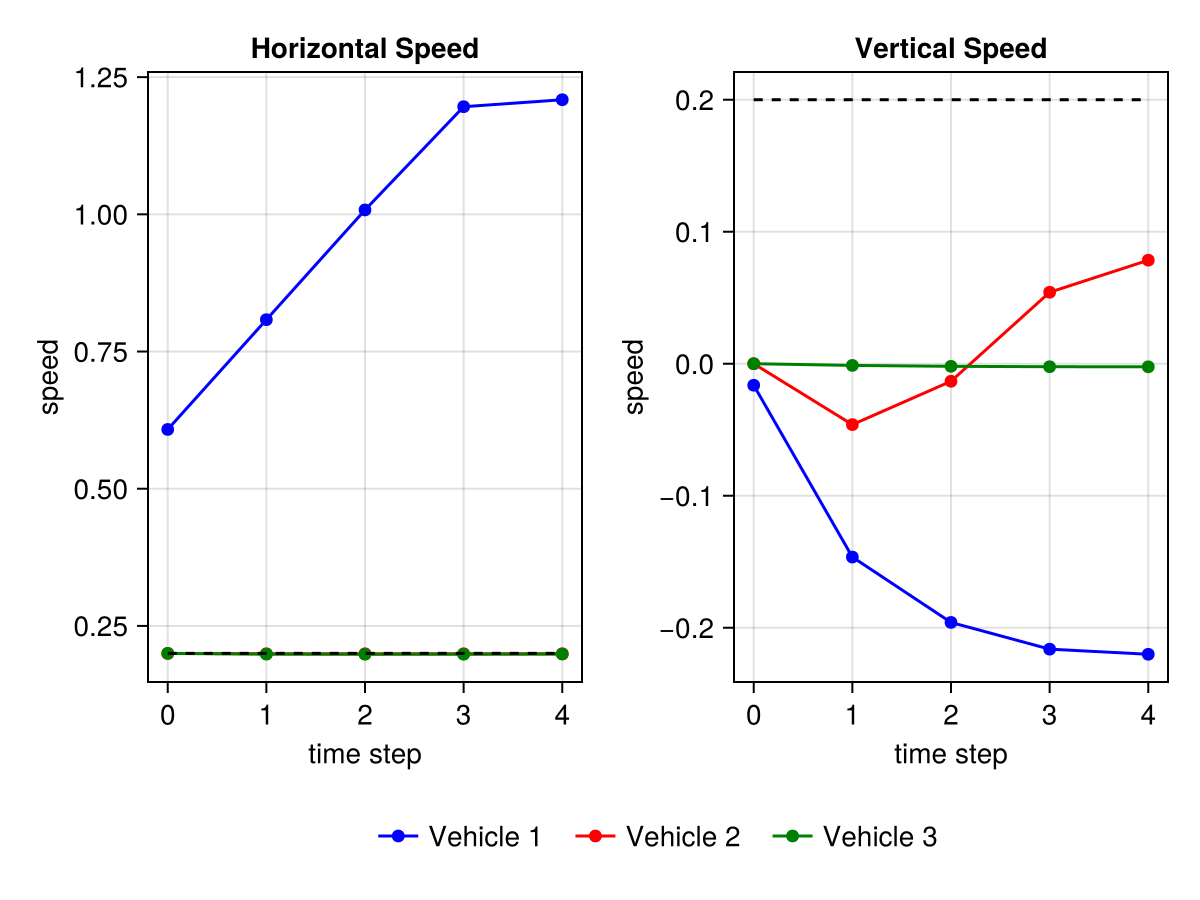 Horizontal Speed
1.25
1.00
0.75
0.50
0.25
speed
0 1 2 3 4
time step
Vertical Speed
0.2
0.1
0.0
−0.1
−0.2
speed
0 1 2 3 4
time step
Vehicle 1 Vehicle 2 Vehicle 3